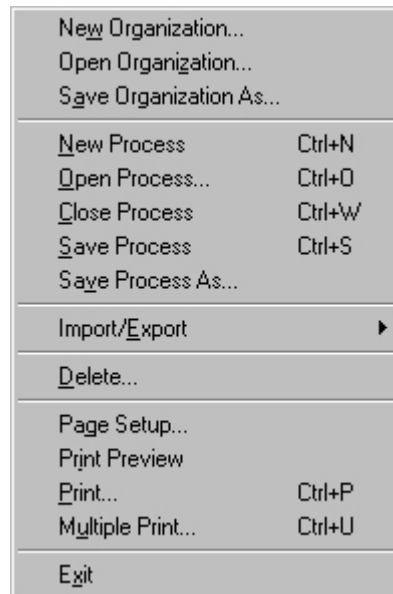 New Organization...
Open Organization...
Save Organization As...
New Process Ctrl+N
Open Process... Ctrl+O
Close Process Ctrl+W
Save Process Ctrl+S
Save Process As...
Import/Export
Delete...
Page Setup...
Print Preview
Print... Ctrl+P
Multiple Print... Ctrl+U
Exit